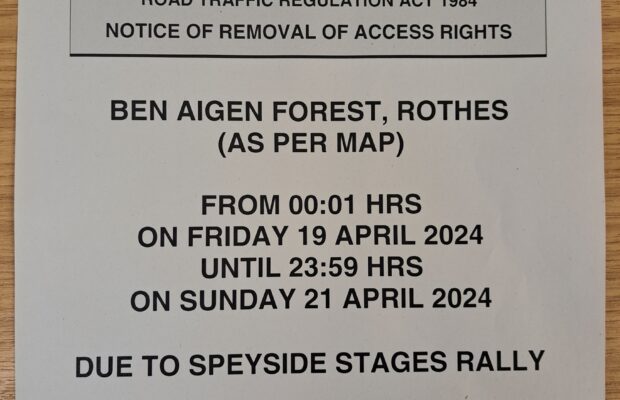 ROAD TRAFFIC REGULATION ACT 1984
NOTICE OF REMOVAL OF ACCESS RIGHTS
BEN AIGEN FOREST, ROTHES
(AS PER MAP)
FROM 00:01 HRS
ON FRIDAY 19 APRIL 2024
UNTIL 23:59 HRS
ON SUNDAY 21 APRIL 2024
DUE TO SPEYSIDE STAGES RALLY